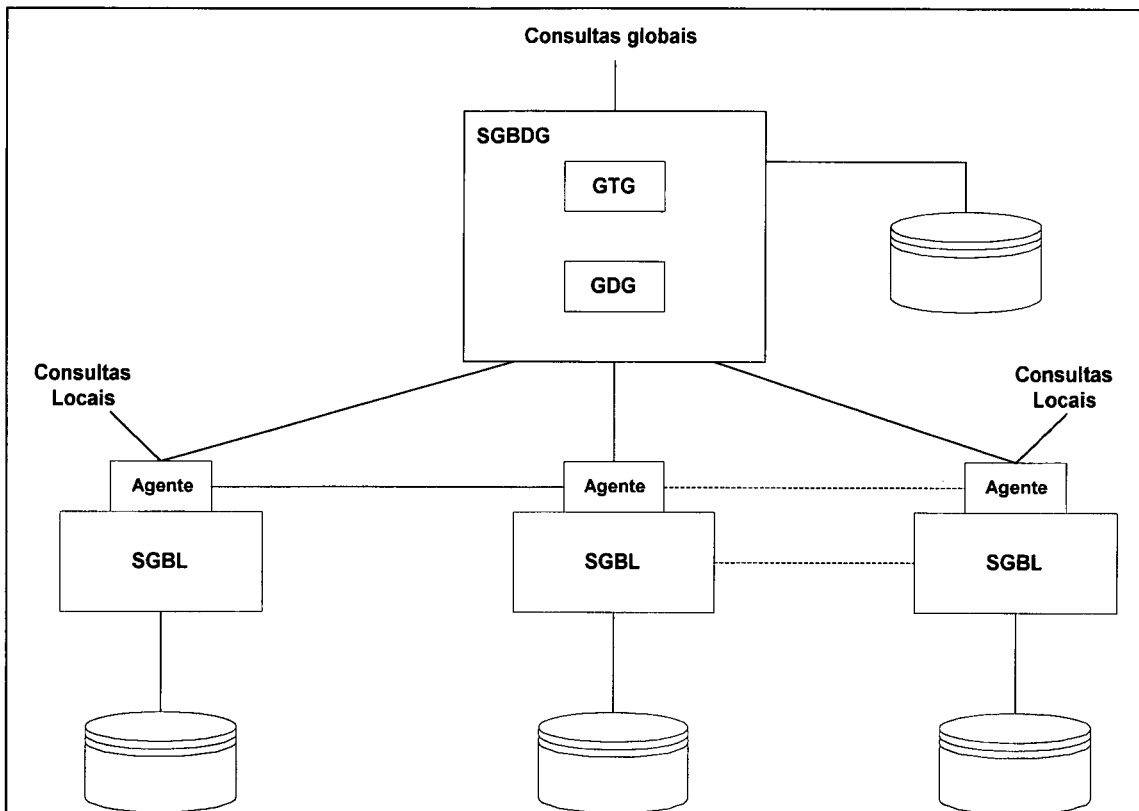 Consultas globais
SGBDG
GTG
GDG
Consultas
Locais
Consultas
Locais
Agente
Agente
Agente
SGBL
SGBL
SGBL